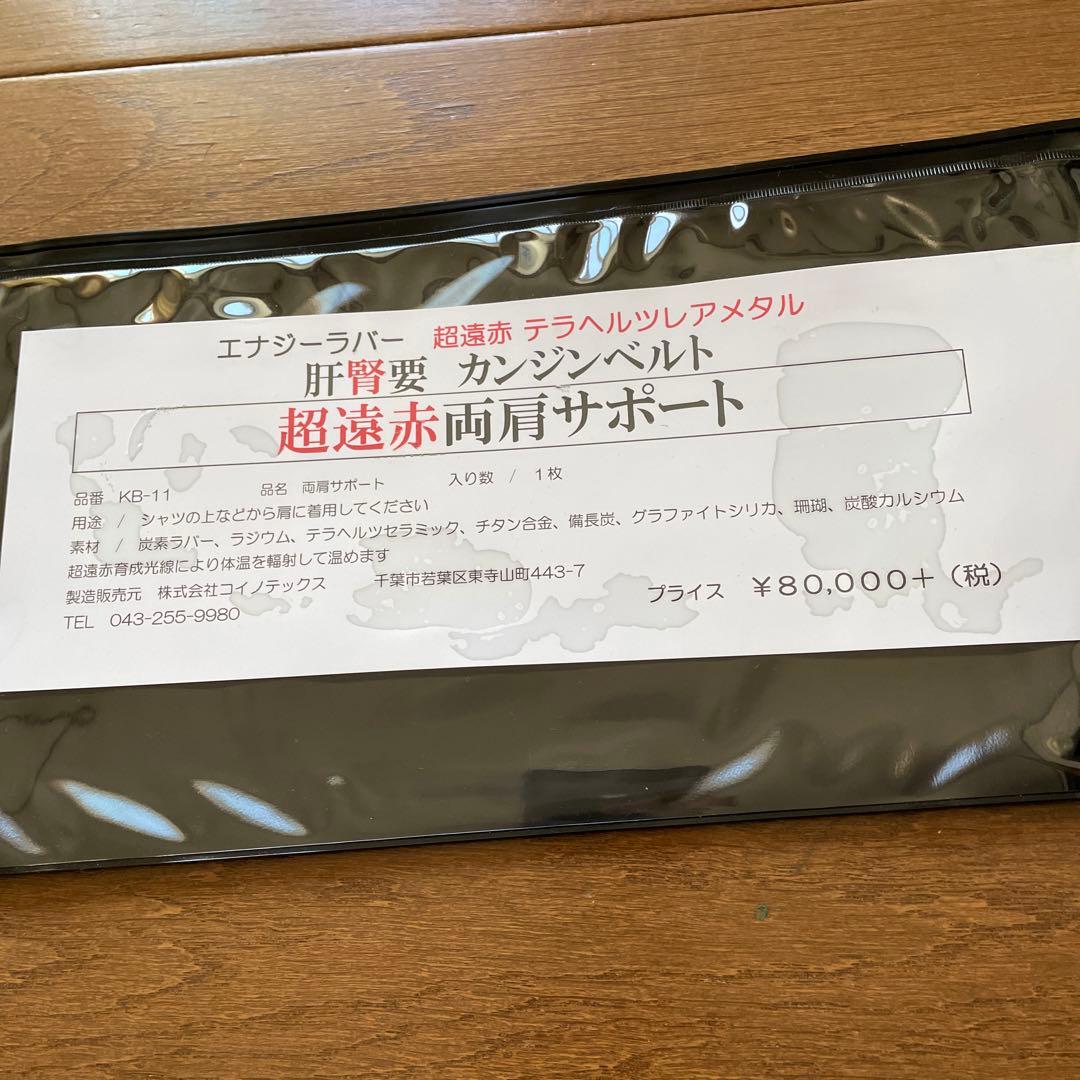 エナジーラバー 超遠赤 テラヘルツレアメタル
肝腎要 カンジンベルト
超遠赤両肩サポート
品番 KB-11 品名 両肩サポート 入り数 / 1枚
用途 / シャツの上などから肩に着用してください
素材 / 炭素ラバー、ラジウム、テラヘルツセラミック、チタン合金、備長炭、グラファイトシリカ、珊瑚、炭酸カルシウム
超遠赤育成光線により体温を輻射して温めます
製造販売元 株式会社コイノテックス 千葉市若葉区東寺山町443-7
TEL 043-255-9980
プライス ¥80,000+(税)